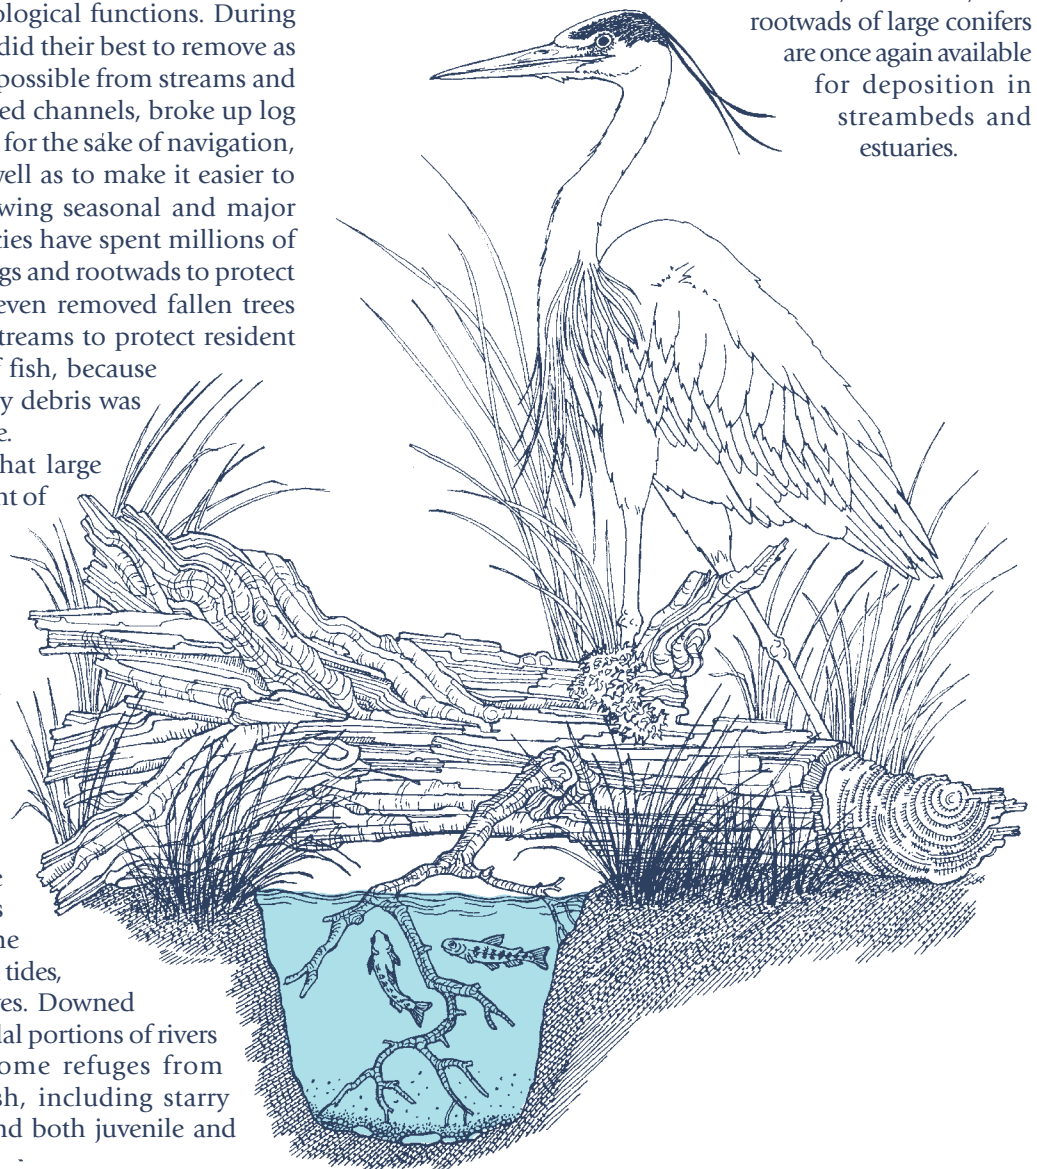 ological functions. During
did their best to remove as
possible from streams and
ed channels, broke up log
for the sake of navigation,
vell as to make it easier to
wing seasonal and major
cies have spent millions of
gs and rootwads to protect
even removed fallen trees
treams to protect resident
f fish, because
y debris was
e.
hat large
nt of
e
s
ne
tides,
ves. Downed
dal portions of rivers
ome refuges from
sh, including starry
nd both juvenile and
rootwads of large conifers
are once again available
for deposition in
streambeds and
estuaries.